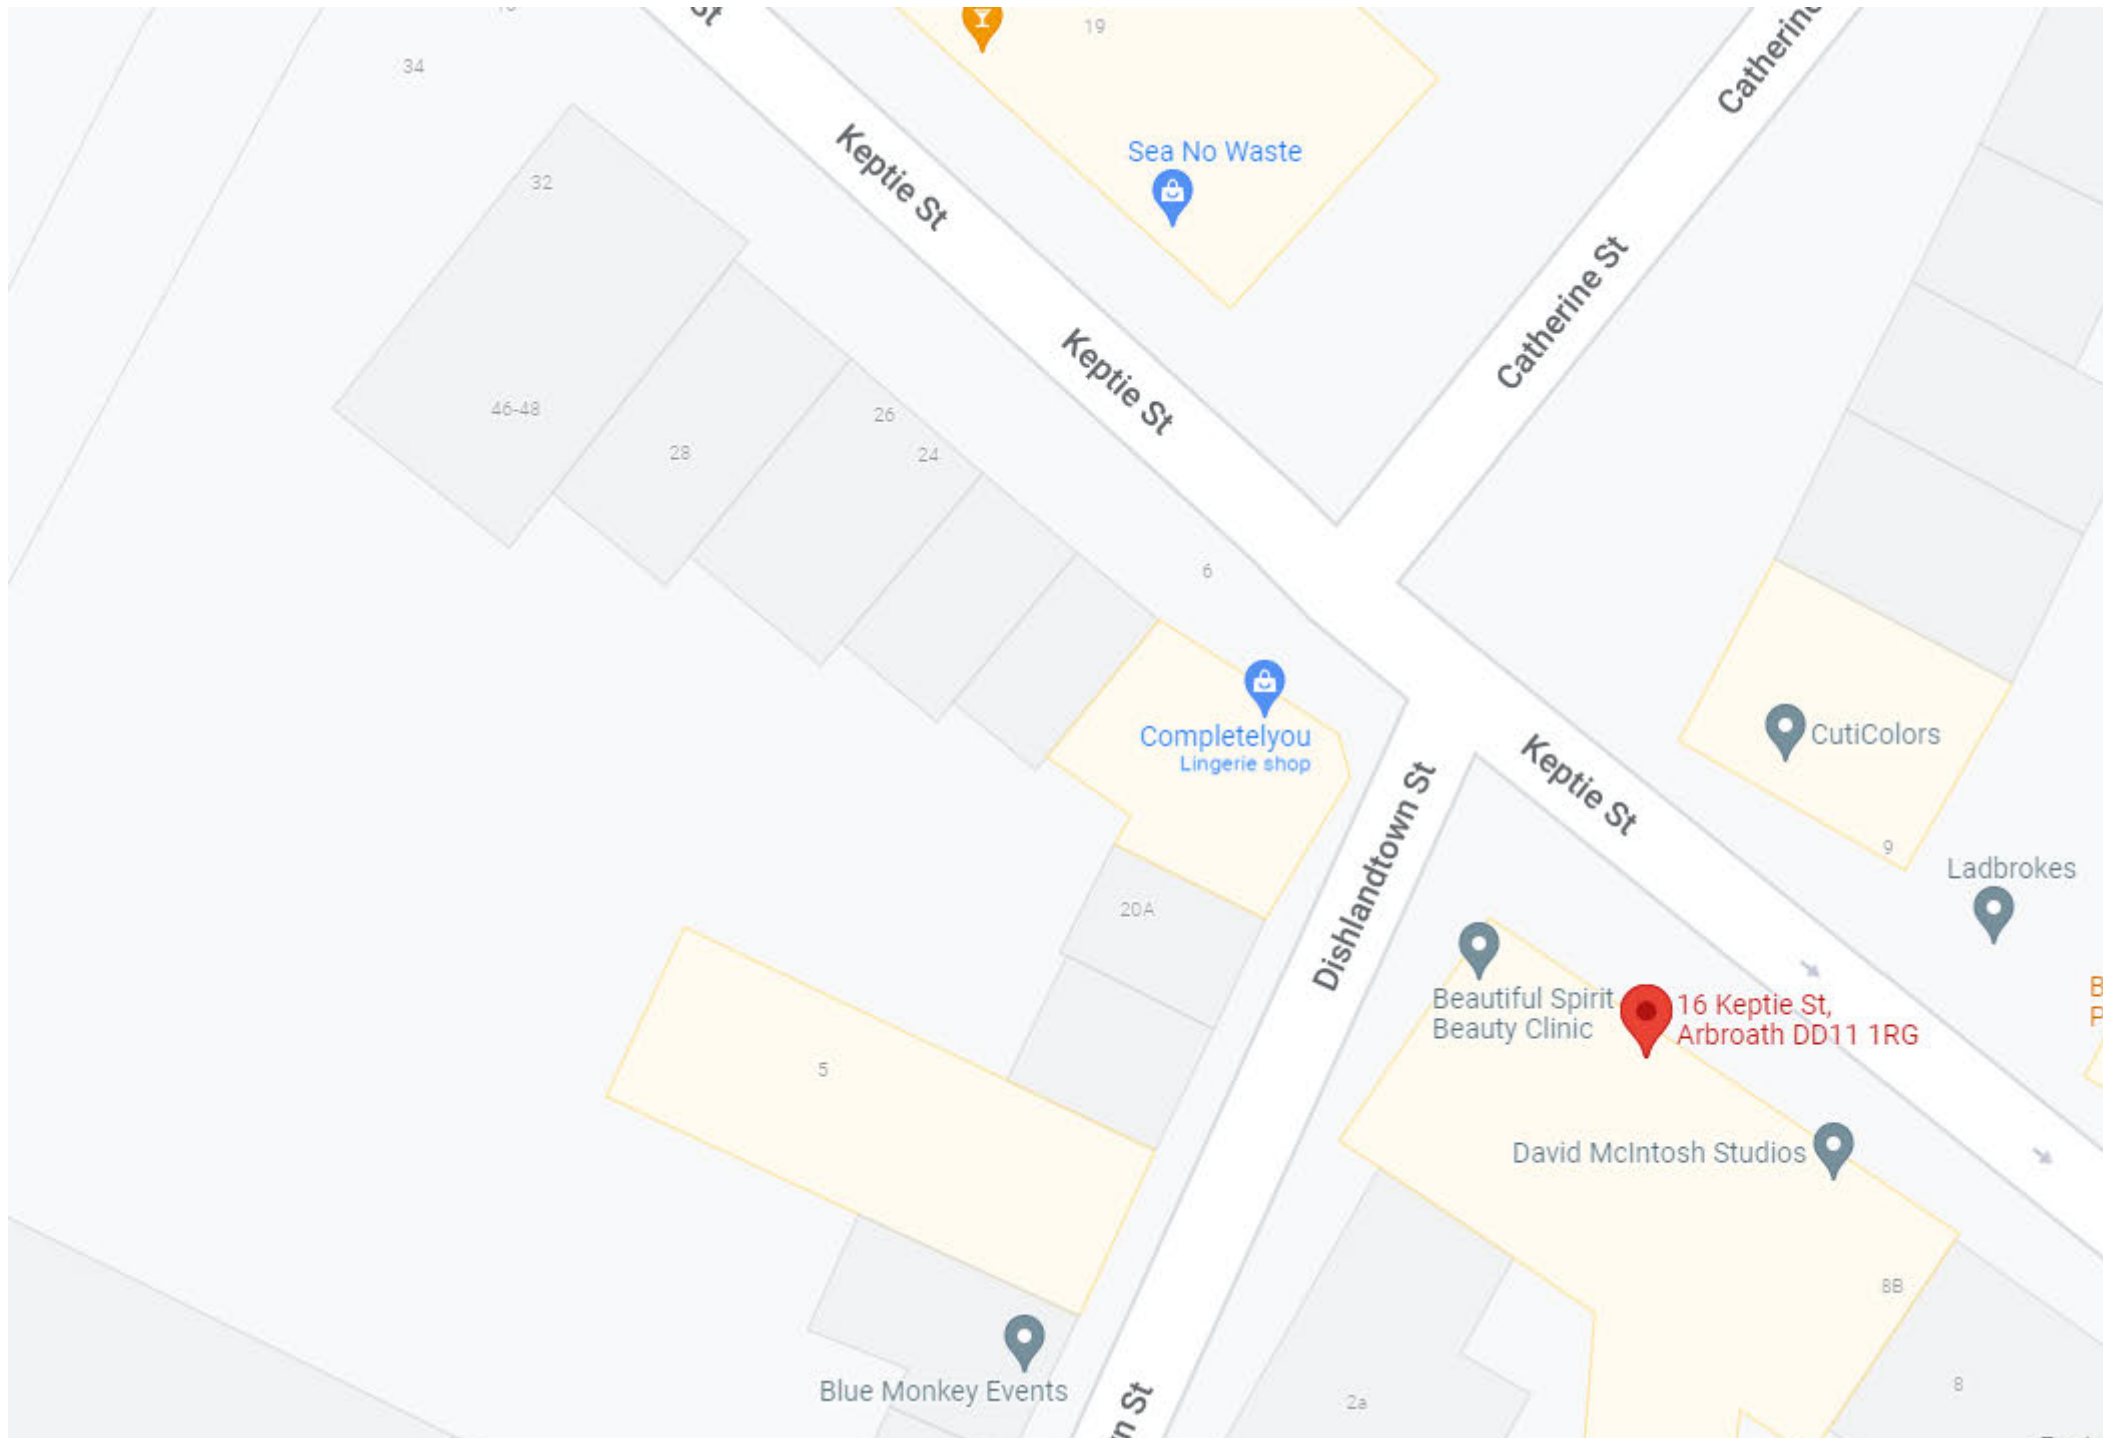 St
19
34
Catherine
Keptie St
Sea No Waste
32
Catherine St
Keptie St
46-48
26
28
24
6
Completelyou
Lingerie shop
Keptie St
CutiColors
9
Dishlandtown St
Ladbrokes
20A
Beautiful Spirit
Beauty Clinic
16 Keptie St,
Arbroath DD11 1RG
B
P
5
David McIntosh Studios
8B
Blue Monkey Events
n St
2a
8